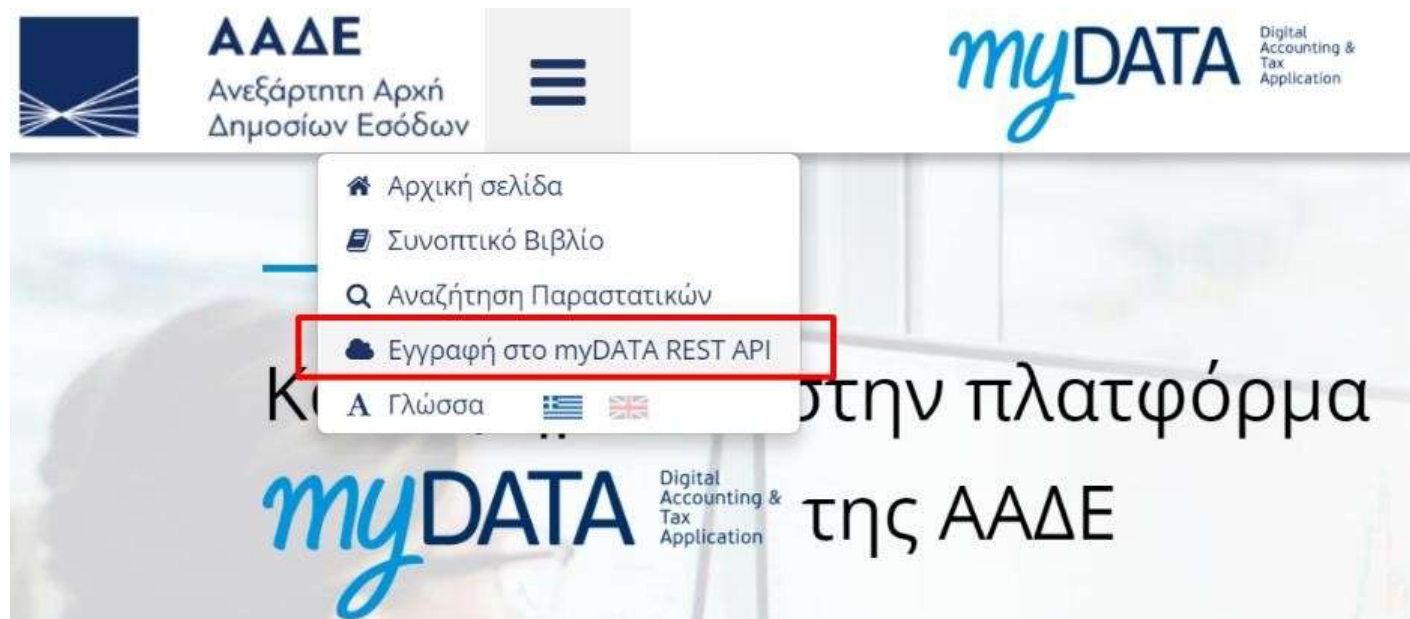 ΑΑΔΕ
Ανεξάρτητη Αρχή
Δημοσίων Εσόδων
myDATA
Digital
Accounting &
Tax
Application
Αρχική σελίδα
Συνοπτικό Βιβλίο
Αναζήτηση Παραστατικών
Εγγραφή στο myDATA REST API
A Γλώσσα
στην πλατφόρμα
myDATA
Digital
Accounting &
Tax
Application
της ΑΑΔΕ